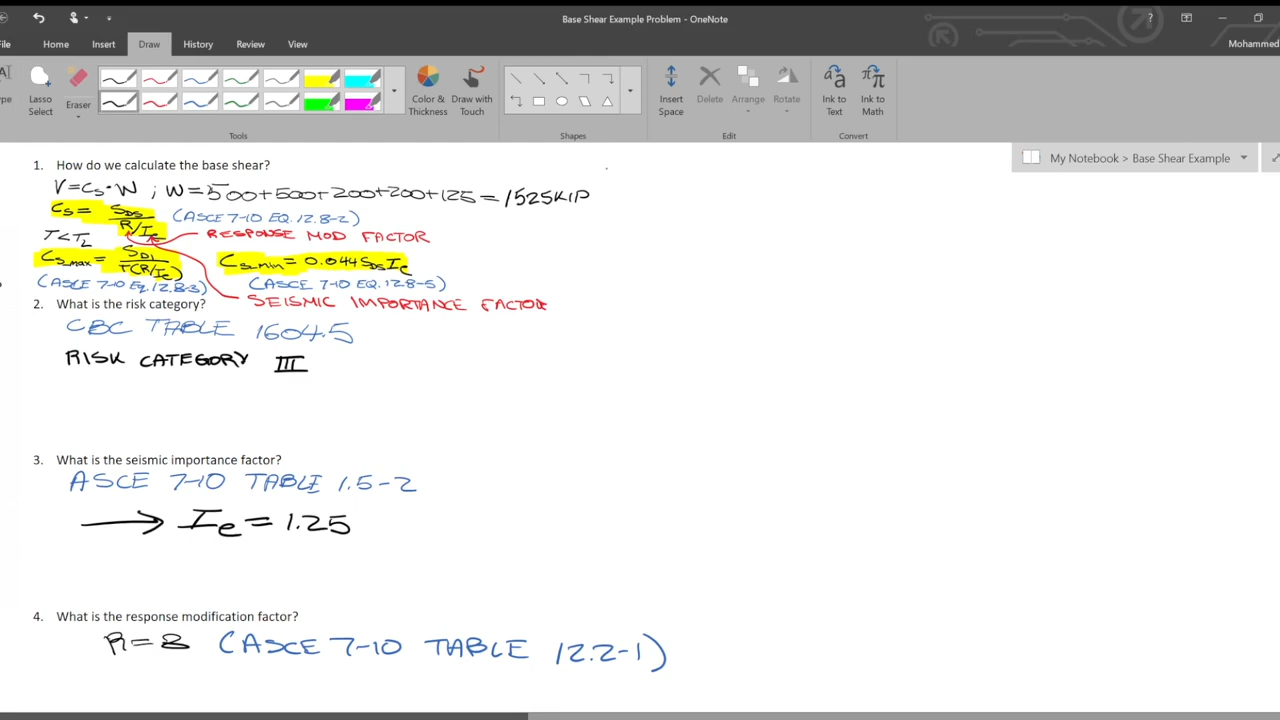 Base Shear Example Problem - OneNote
File Home Insert Draw History Review View
Mohammed
Lasso Select
Eraser
Color & Thickness
Draw with Touch
Insert Space
Delete
Arrange
Rotate
Ink to Text
Ink to Math
Tools
Shapes
Edit
Convert
My Notebook > Base Shear Example
1. How do we calculate the base shear?
V=Cs·W ; W=500+500+200+200+125=1525KIP
Cs= SDS/(R/Ie) (ASCE 7-10 EQ. 12.8-2)
RESPONSE MOD FACTOR
T<TL
Cs_max= SD1/(T(R/Ie)) Cs_min= 0.044SDSIe
(ASCE 7-10 Eq. 12.8-3) (ASCE 7-10 EQ. 12.8-5)
SEISMIC IMPORTANCE FACTOR
2. What is the risk category?
CBC TABLE 1604.5
RISK CATEGORY III
3. What is the seismic importance factor?
ASCE 7-10 TABLE 1.5-2
→ Ie=1.25
4. What is the response modification factor?
R=8 (ASCE 7-10 TABLE 12.2-1)